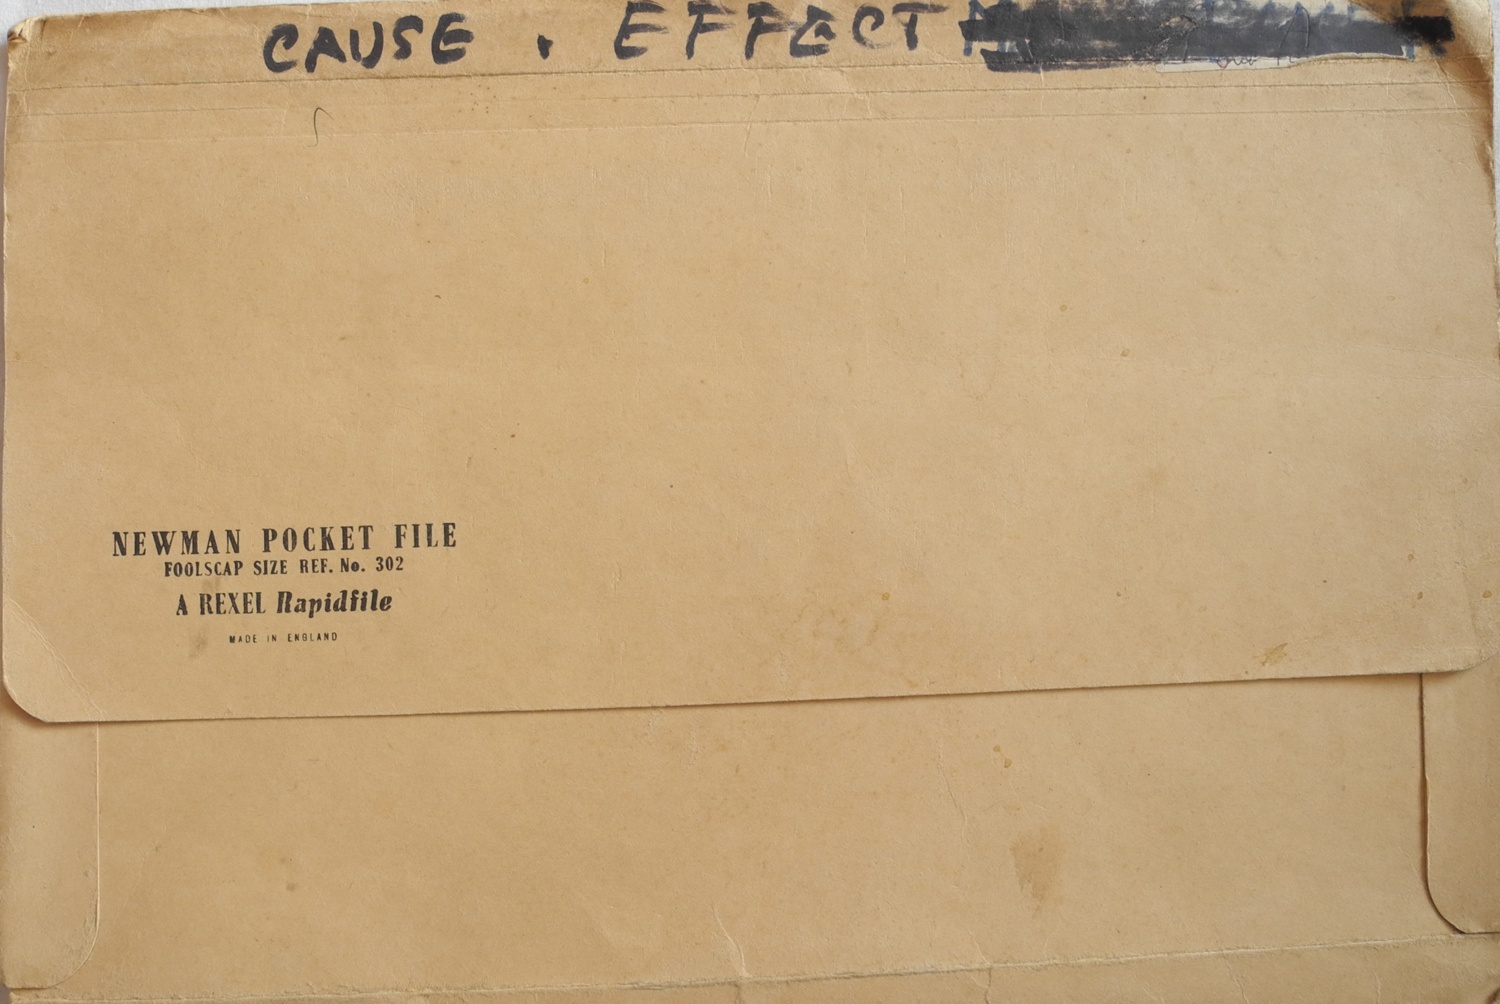 CAUSE . EFFECT
NEWMAN POCKET FILE
FOOLSCAP SIZE REF. No. 302
A REXEL Rapidfile
MADE IN ENGLAND